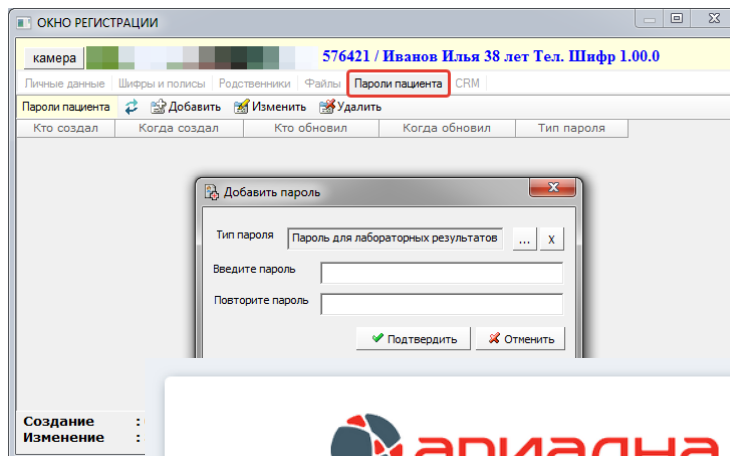 ОКНО РЕГИСТРАЦИИ
камера 576421 / Иванов Илья 38 лет Тел. Шифр 1.00.0
Личные данные Шифры и полисы Родственники Файлы Пароли пациента CRM
Пароли пациента Добавить Изменить Удалить
Кто создал Когда создал Кто обновил Когда обновил Тип пароля
Добавить пароль
Тип пароля Пароль для лабораторных результатов ... x
Введите пароль
Повторите пароль
Подтвердить Отменить
Создание :
Изменение :
ариадна